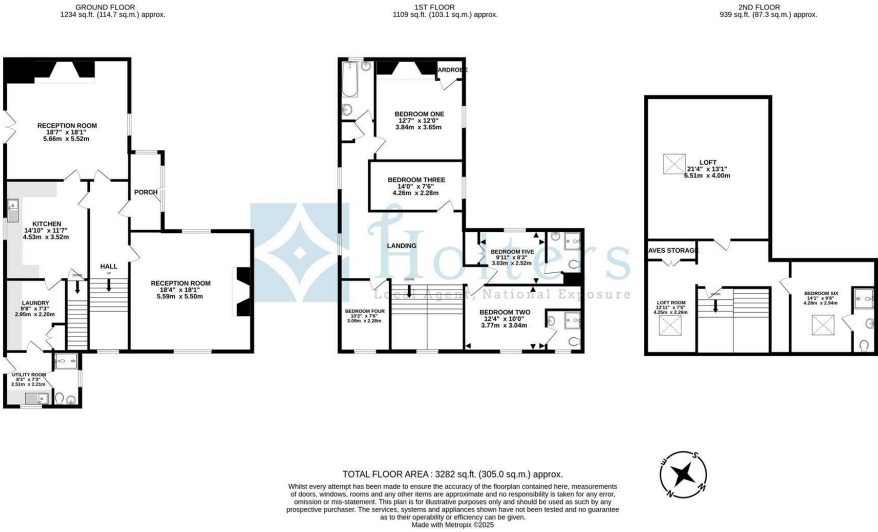 GROUND FLOOR
1234 sq.ft. (114.7 sq.m.) approx.
1ST FLOOR
1109 sq.ft. (103.1 sq.m.) approx.
2ND FLOOR
939 sq.ft. (87.3 sq.m.) approx.
RECEPTION ROOM
18'7" x 18'1"
5.66m x 5.52m
PORCH
KITCHEN
14'10" x 11'7"
4.53m x 3.52m
HALL
UP
DOWN
RECEPTION ROOM
18'4" x 18'1"
5.59m x 5.50m
LAUNDRY
9'8" x 7'3"
2.95m x 2.20m
UTILITY ROOM
8'3" x 7'3"
2.51m x 2.21m
ARDROBE
BEDROOM ONE
12'7" x 12'0"
3.84m x 3.65m
BEDROOM THREE
14'0" x 7'6"
4.26m x 2.28m
LANDING
BEDROOM FIVE
9'11" x 8'3"
3.03m x 2.52m
DOWN
BEDROOM FOUR
10'2" x 7'6"
3.09m x 2.28m
BEDROOM TWO
12'4" x 10'0"
3.77m x 3.04m
Holters
Local Agent, National Exposure
LOFT
21'4" x 13'1"
6.51m x 4.00m
AVES STORAGE
LOFT ROOM
13'11" x 7'5"
4.25m x 2.26m
DOWN
BEDROOM SIX
14'1" x 9'8"
4.28m x 2.94m
TOTAL FLOOR AREA : 3282 sq.ft. (305.0 sq.m.) approx.
Whilst every attempt has been made to ensure the accuracy of the floorplan contained here, measurements
of doors, windows, rooms and any other items are approximate and no responsibility is taken for any error,
omission or mis-statement. This plan is for illustrative purposes only and should be used as such by any
prospective purchaser. The services, systems and appliances shown have not been tested and no guarantee
as to their operability or efficiency can be given.
Made with Metropix ©2025
E
S
N
W